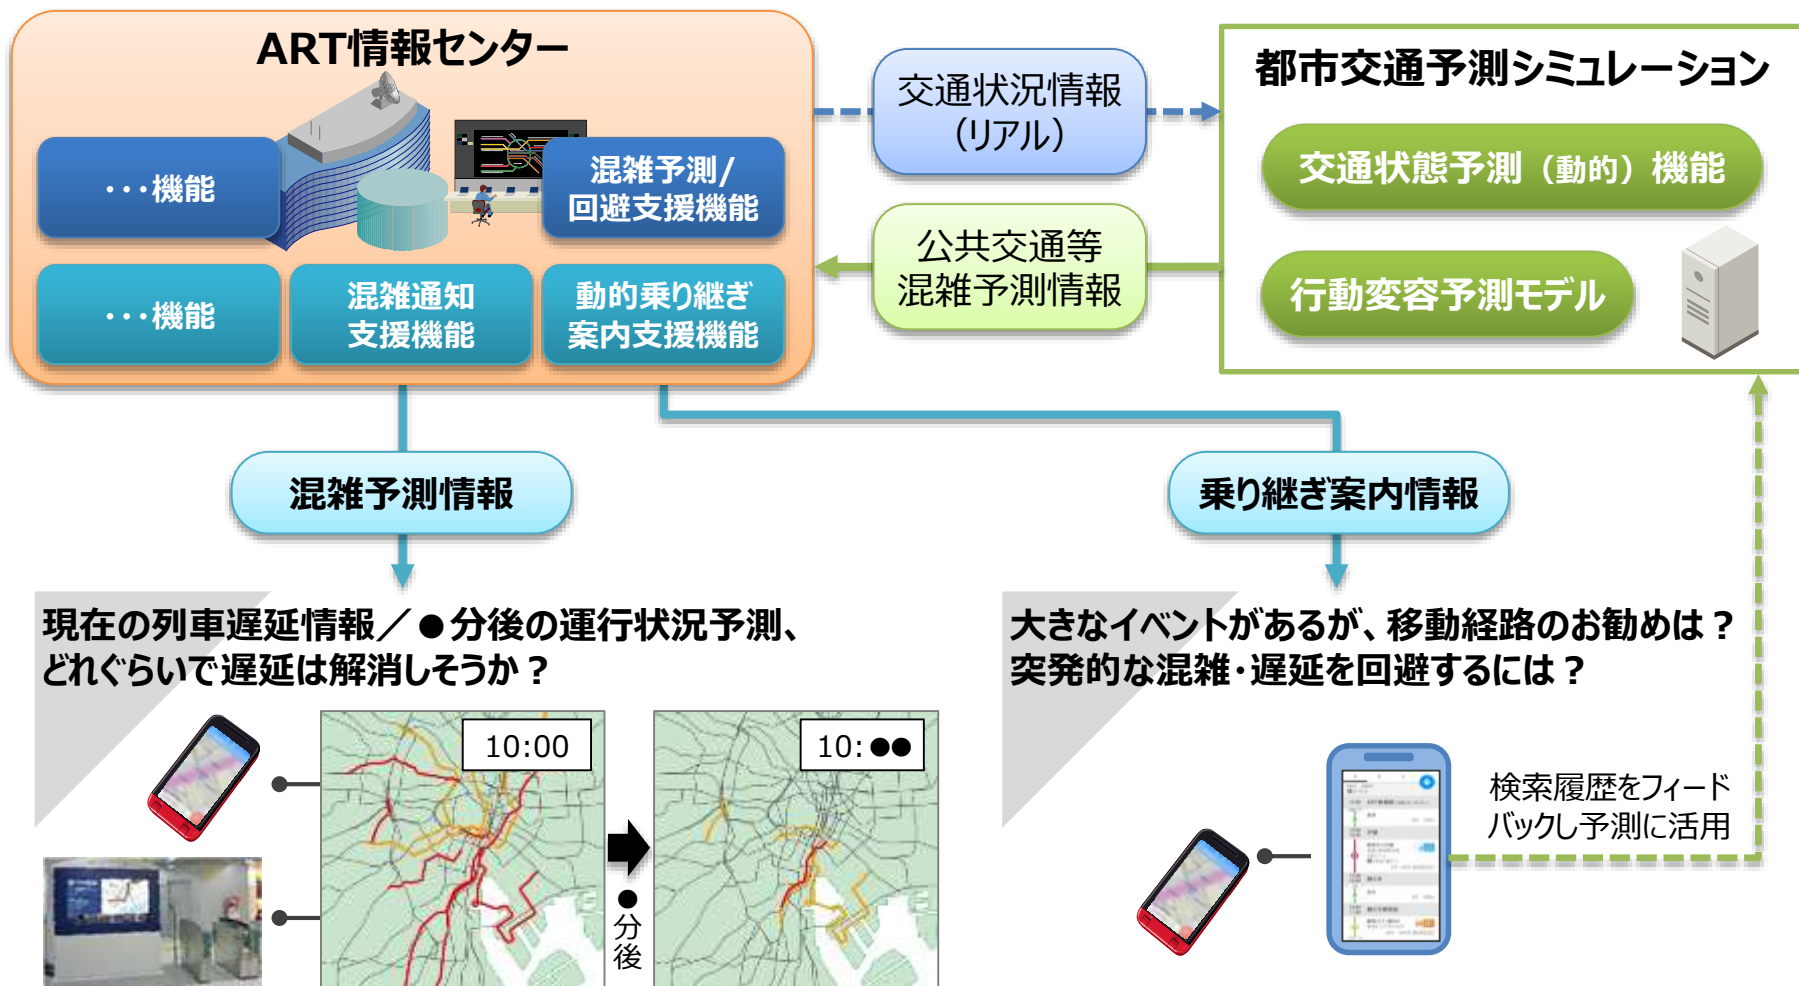 ART情報センター
・・・機能
混雑予測/
回避支援機能
・・・機能
混雑通知
支援機能
動的乗り継ぎ
案内支援機能
交通状況情報
（リアル）
公共交通等
混雑予測情報
都市交通予測シミュレーション
交通状態予測（動的）機能
行動変容予測モデル
混雑予測情報
乗り継ぎ案内情報
現在の列車遅延情報／●分後の運行状況予測、
どれぐらいで遅延は解消しそうか？
10:00
10:●●
●分後
大きなイベントがあるが、移動経路のお勧めは？
突発的な混雑・遅延を回避するには？
検索履歴をフィード
バックし予測に活用